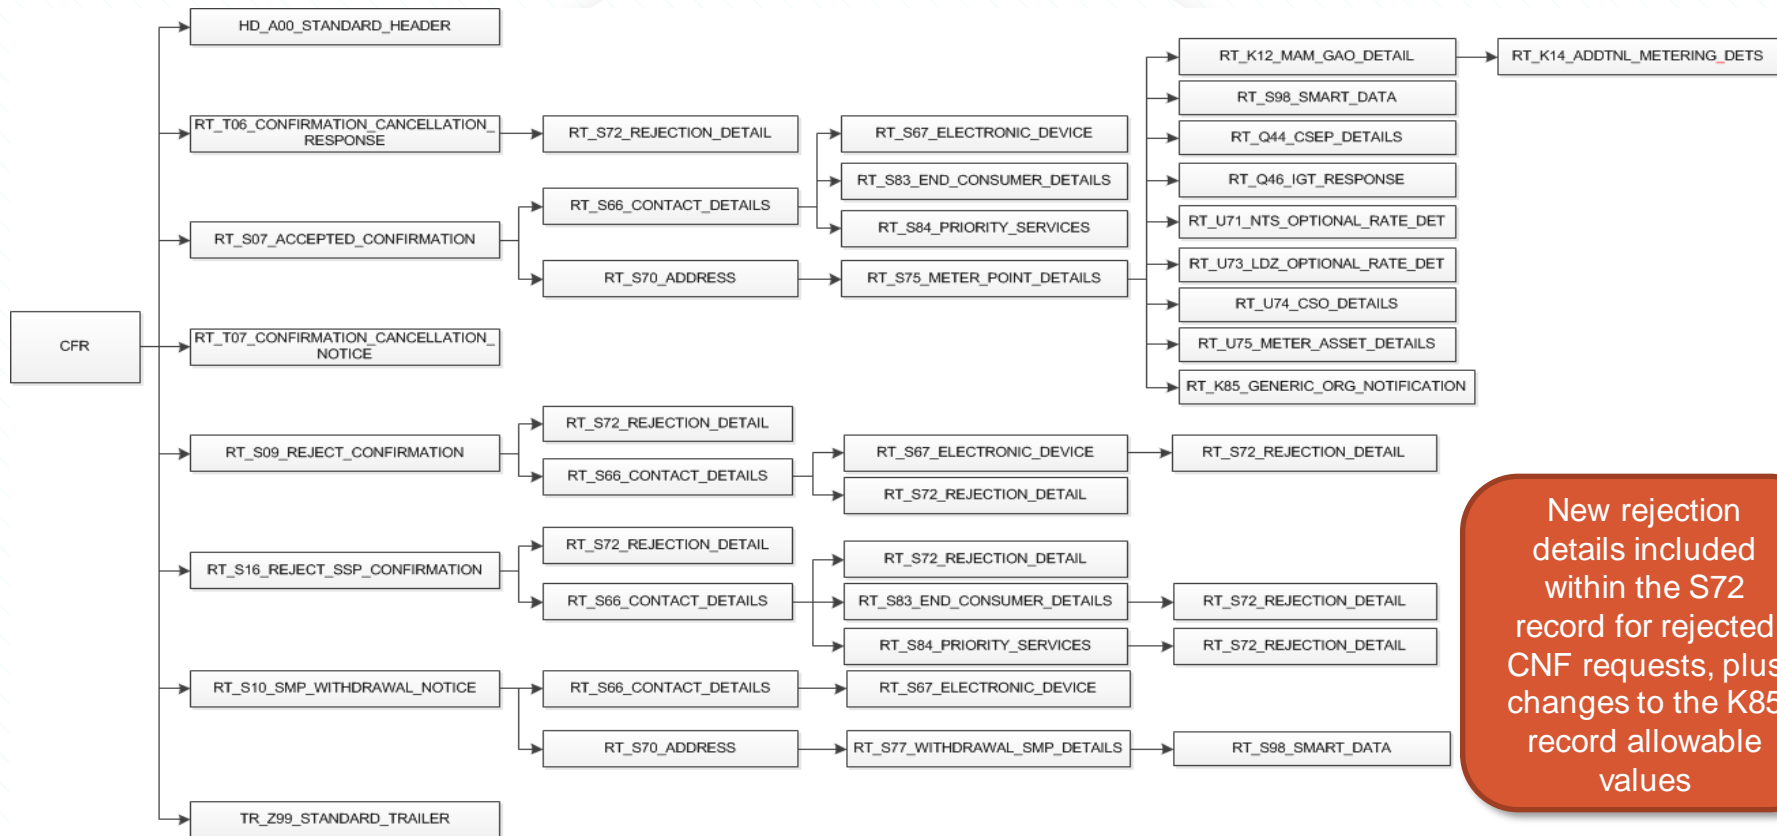 CFR
HD_A00_STANDARD_HEADER
RT_T06_CONFIRMATION_CANCELLATION_
RESPONSE
RT_S72_REJECTION_DETAIL
RT_S07_ACCEPTED_CONFIRMATION
RT_S66_CONTACT_DETAILS
RT_S67_ELECTRONIC_DEVICE
RT_S83_END_CONSUMER_DETAILS
RT_S84_PRIORITY_SERVICES
RT_S70_ADDRESS
RT_S75_METER_POINT_DETAILS
RT_K12_MAM_GAO_DETAIL
RT_K14_ADDTNL_METERING_DETS
RT_S98_SMART_DATA
RT_Q44_CSEP_DETAILS
RT_Q46_IGT_RESPONSE
RT_U71_NTS_OPTIONAL_RATE_DET
RT_U73_LDZ_OPTIONAL_RATE_DET
RT_U74_CSO_DETAILS
RT_U75_METER_ASSET_DETAILS
RT_K85_GENERIC_ORG_NOTIFICATION
RT_T07_CONFIRMATION_CANCELLATION_
NOTICE
RT_S09_REJECT_CONFIRMATION
RT_S72_REJECTION_DETAIL
RT_S66_CONTACT_DETAILS
RT_S67_ELECTRONIC_DEVICE
RT_S72_REJECTION_DETAIL
RT_S72_REJECTION_DETAIL
RT_S16_REJECT_SSP_CONFIRMATION
RT_S72_REJECTION_DETAIL
RT_S66_CONTACT_DETAILS
RT_S72_REJECTION_DETAIL
RT_S83_END_CONSUMER_DETAILS
RT_S72_REJECTION_DETAIL
RT_S84_PRIORITY_SERVICES
RT_S72_REJECTION_DETAIL
RT_S10_SMP_WITHDRAWAL_NOTICE
RT_S66_CONTACT_DETAILS
RT_S67_ELECTRONIC_DEVICE
RT_S70_ADDRESS
RT_S77_WITHDRAWAL_SMP_DETAILS
RT_S98_SMART_DATA
TR_Z99_STANDARD_TRAILER
New rejection
details included
within the S72
record for rejected
CNF requests, plus
changes to the K85
record allowable
values